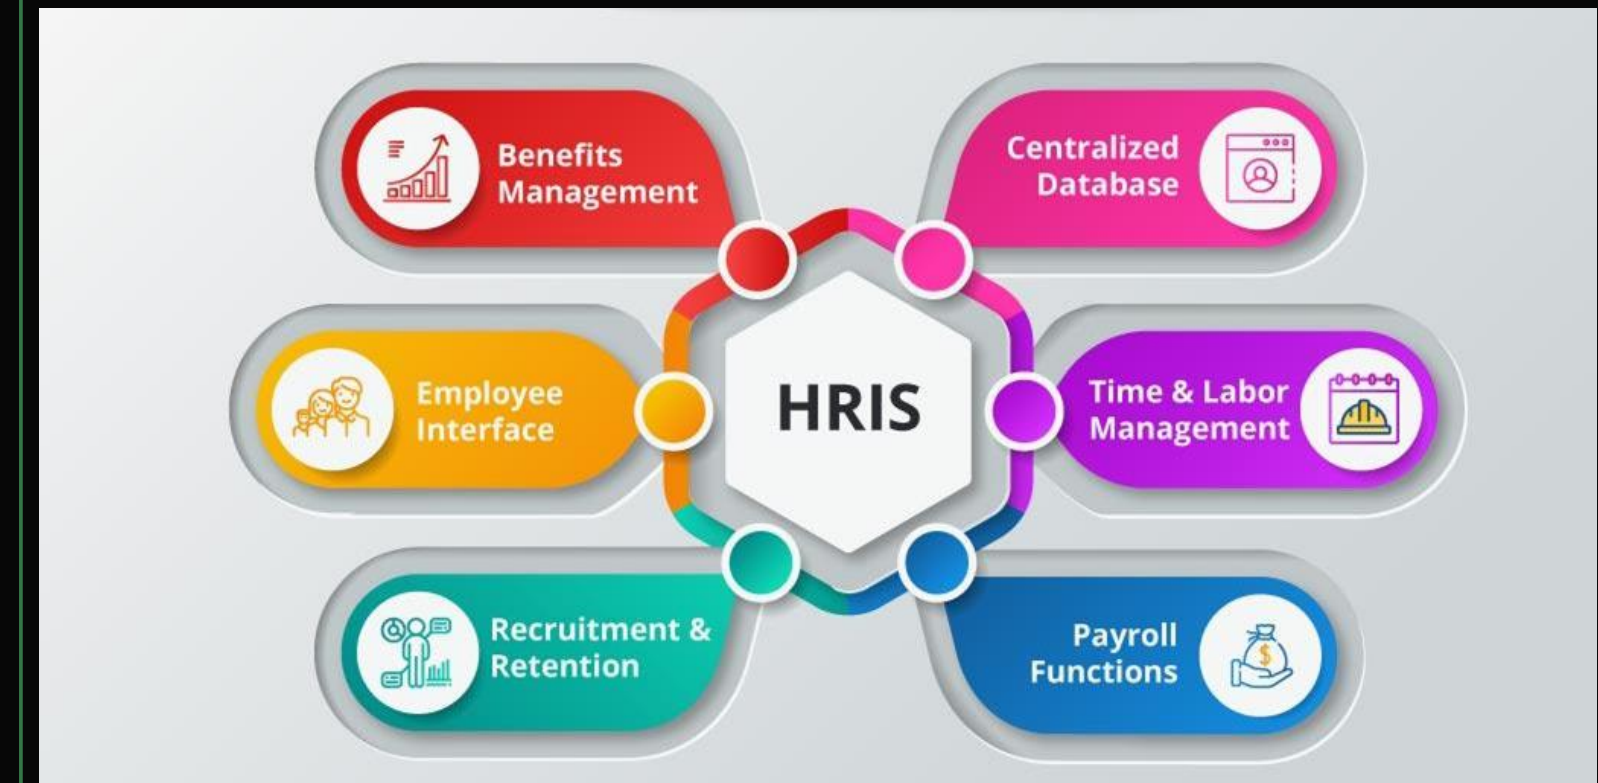 Benefits
Management
Centralized
Database
Employee
Interface
HRIS
Time & Labor
Management
Recruitment &
Retention
Payroll
Functions